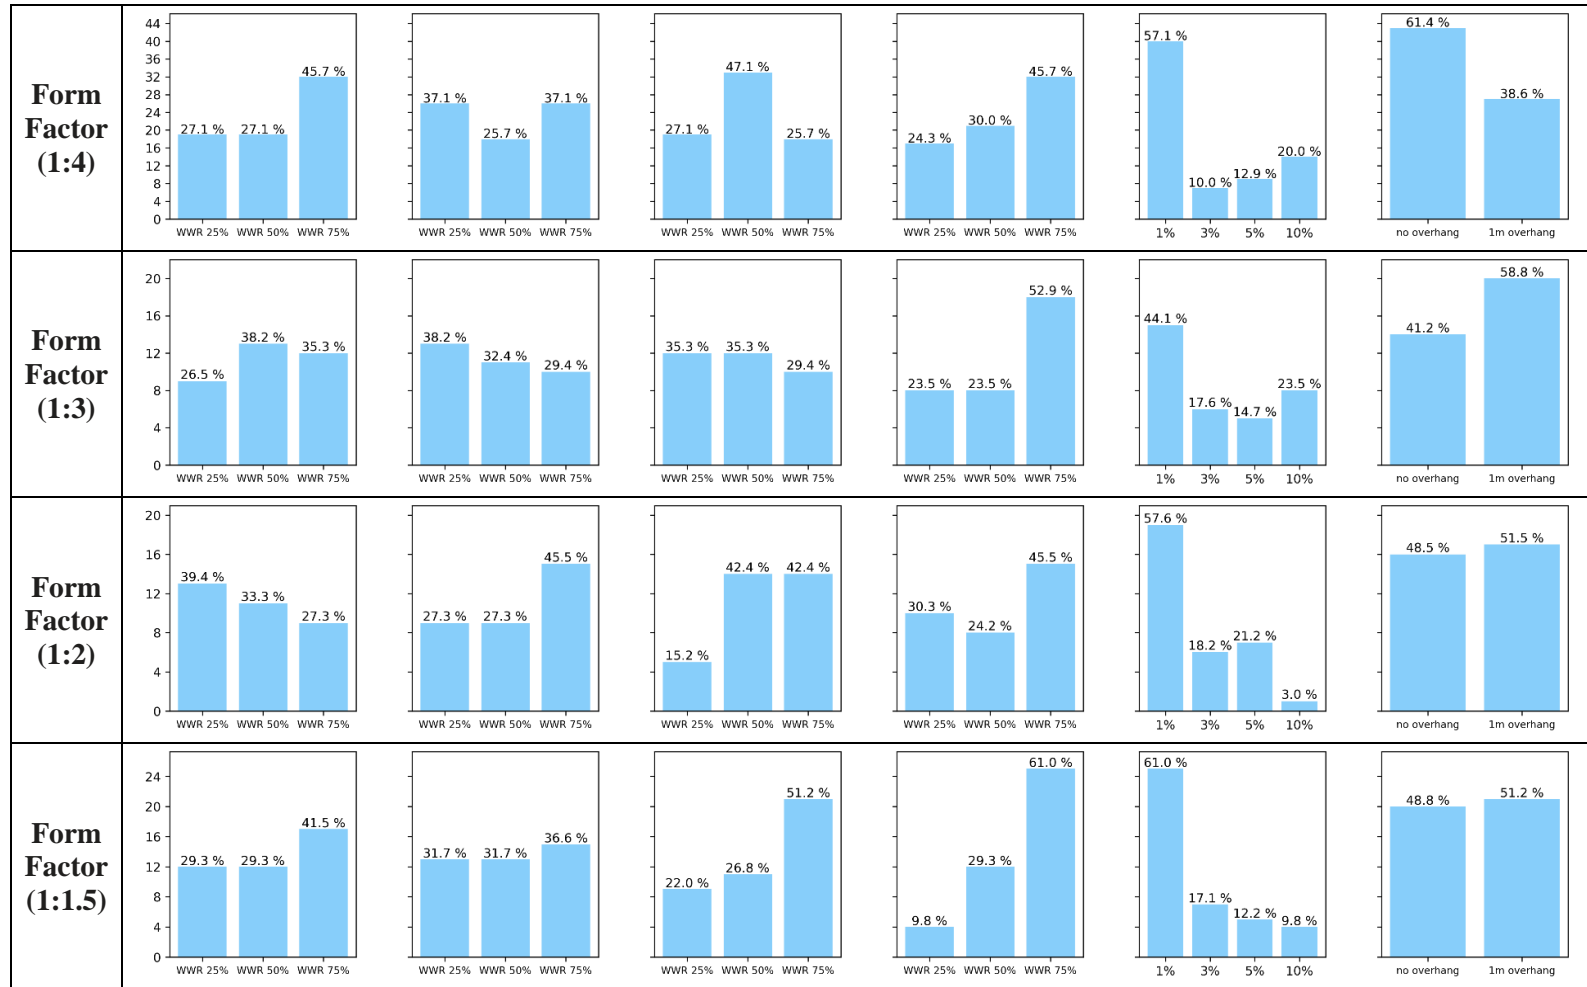 Form
Factor
(1:4)
44
40
36
32
28
24
20
16
12
8
4
0
27.1 % 27.1 % 45.7 %
WWR 25% WWR 50% WWR 75%
37.1 % 25.7 % 37.1 %
WWR 25% WWR 50% WWR 75%
27.1 % 47.1 % 25.7 %
WWR 25% WWR 50% WWR 75%
24.3 % 30.0 % 45.7 %
WWR 25% WWR 50% WWR 75%
57.1 % 10.0 % 12.9 % 20.0 %
1% 3% 5% 10%
61.4 % 38.6 %
no overhang 1m overhang
Form
Factor
(1:3)
20
16
12
8
4
0
26.5 % 38.2 % 35.3 %
WWR 25% WWR 50% WWR 75%
38.2 % 32.4 % 29.4 %
WWR 25% WWR 50% WWR 75%
35.3 % 35.3 % 29.4 %
WWR 25% WWR 50% WWR 75%
23.5 % 23.5 % 52.9 %
WWR 25% WWR 50% WWR 75%
44.1 % 17.6 % 14.7 % 23.5 %
1% 3% 5% 10%
41.2 % 58.8 %
no overhang 1m overhang
Form
Factor
(1:2)
20
16
12
8
4
0
39.4 % 33.3 % 27.3 %
WWR 25% WWR 50% WWR 75%
27.3 % 27.3 % 45.5 %
WWR 25% WWR 50% WWR 75%
15.2 % 42.4 % 42.4 %
WWR 25% WWR 50% WWR 75%
30.3 % 24.2 % 45.5 %
WWR 25% WWR 50% WWR 75%
57.6 % 18.2 % 21.2 % 3.0 %
1% 3% 5% 10%
48.5 % 51.5 %
no overhang 1m overhang
Form
Factor
(1:1.5)
24
20
16
12
8
4
0
29.3 % 29.3 % 41.5 %
WWR 25% WWR 50% WWR 75%
31.7 % 31.7 % 36.6 %
WWR 25% WWR 50% WWR 75%
22.0 % 26.8 % 51.2 %
WWR 25% WWR 50% WWR 75%
9.8 % 29.3 % 61.0 %
WWR 25% WWR 50% WWR 75%
61.0 % 17.1 % 12.2 % 9.8 %
1% 3% 5% 10%
48.8 % 51.2 %
no overhang 1m overhang